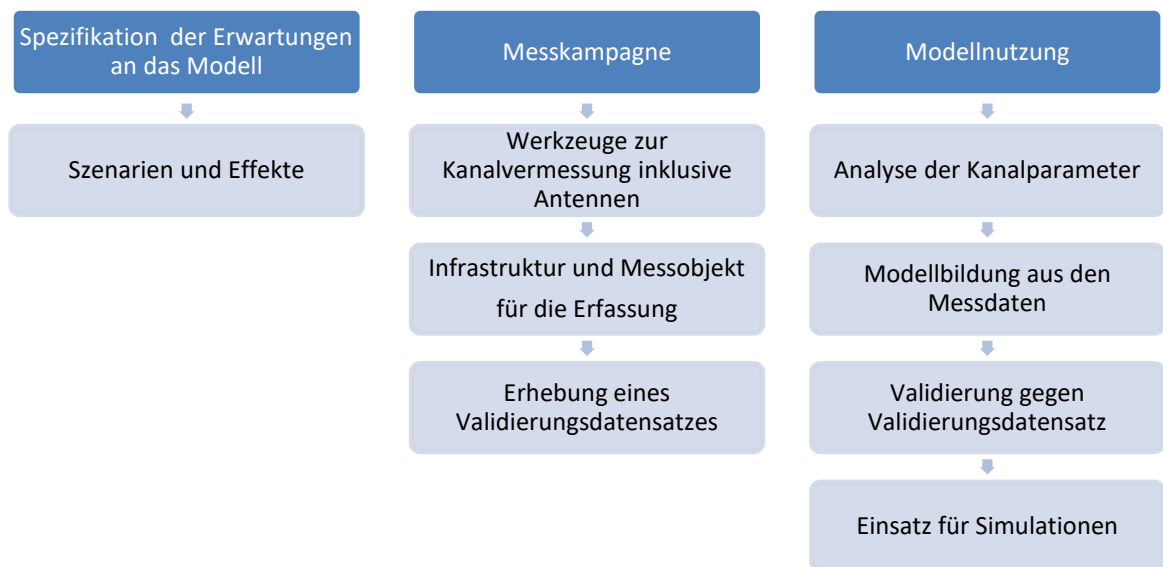 Spezifikation der Erwartungen
an das Modell
Szenarien und Effekte
Messkampagne
Werkzeuge zur
Kanalvermessung inklusive
Antennen
Infrastruktur und Messobjekt
für die Erfassung
Erhebung eines
Validierungsdatensatzes
Modellnutzung
Analyse der Kanalparameter
Modellbildung aus den
Messdaten
Validierung gegen
Validierungsdatensatz
Einsatz für Simulationen